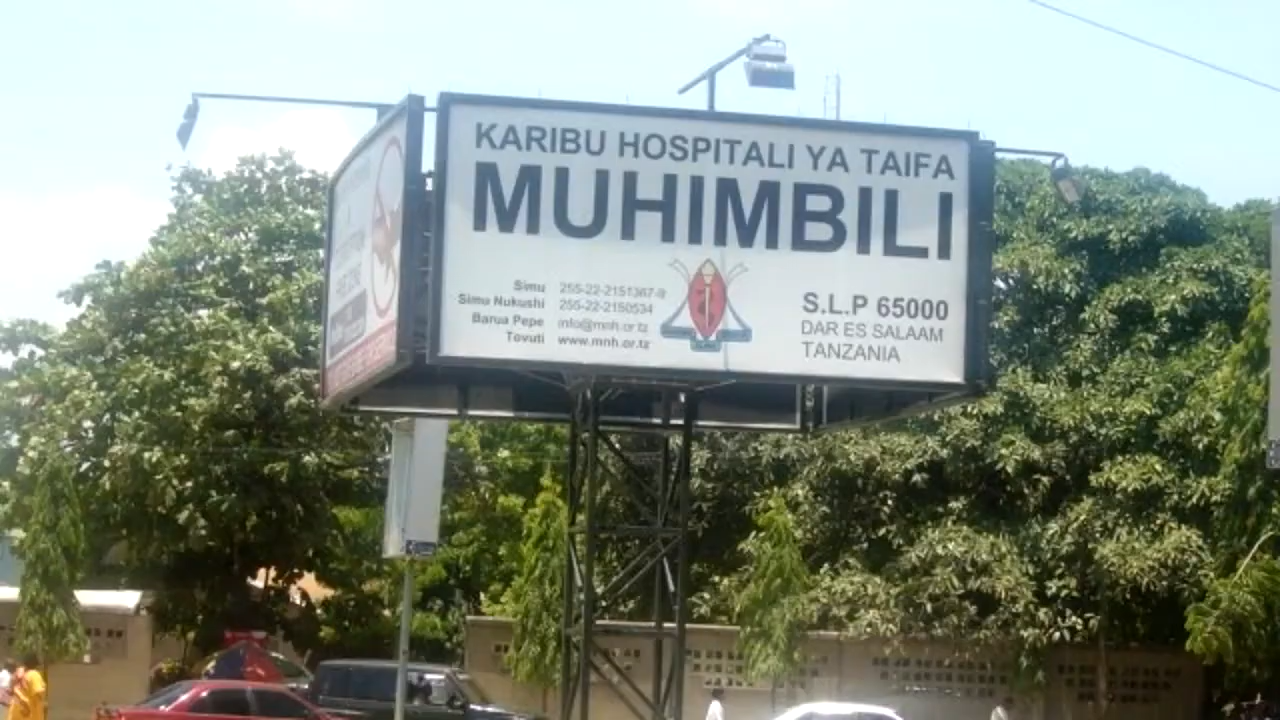 KARIBU HOSPITALI YA TAIFA
MUHIMBILI
Simu 255-22-2151367-9
Simu Nukushi 255-22-2150534
Barua Pepe info@mnh.or.tz
Tovuti www.mnh.or.tz
S.L.P 65000
DAR ES SALAAM
TANZANIA